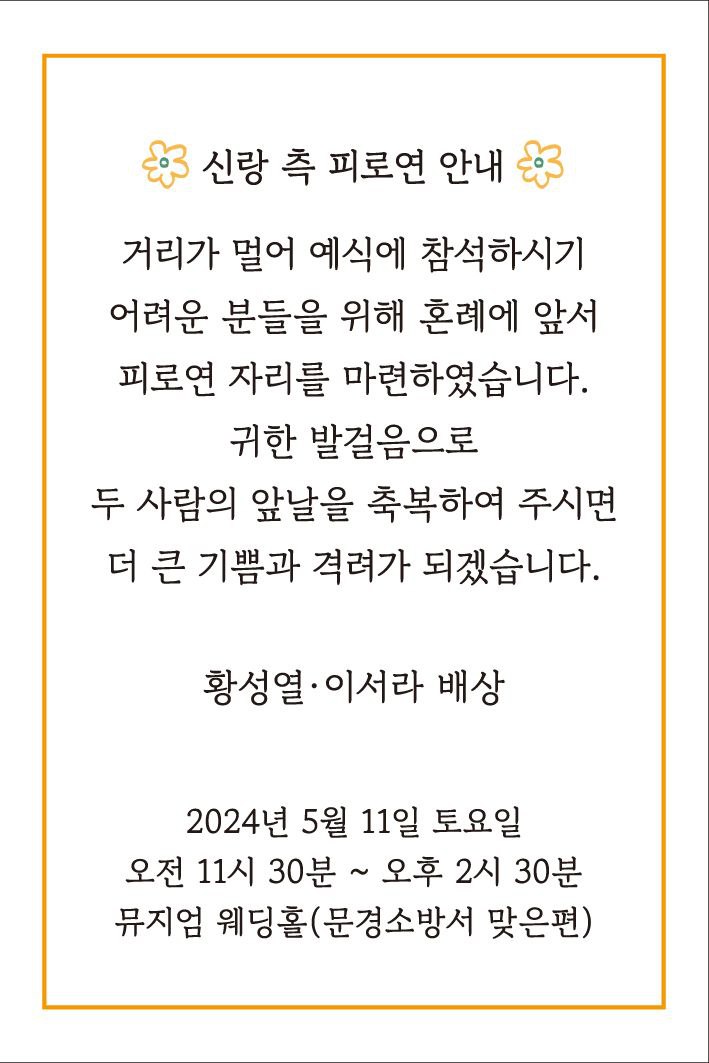 신랑 측 피로연 안내
거리가 멀어 예식에 참석하시기
어려운 분들을 위해 혼례에 앞서
피로연 자리를 마련하였습니다.
귀한 발걸음으로
두 사람의 앞날을 축복하여 주시면
더 큰 기쁨과 격려가 되겠습니다.
황성열·이서라 배상
2024년 5월 11일 토요일
오전 11시 30분 ~ 오후 2시 30분
뮤지엄 웨딩홀(문경소방서 맞은편)